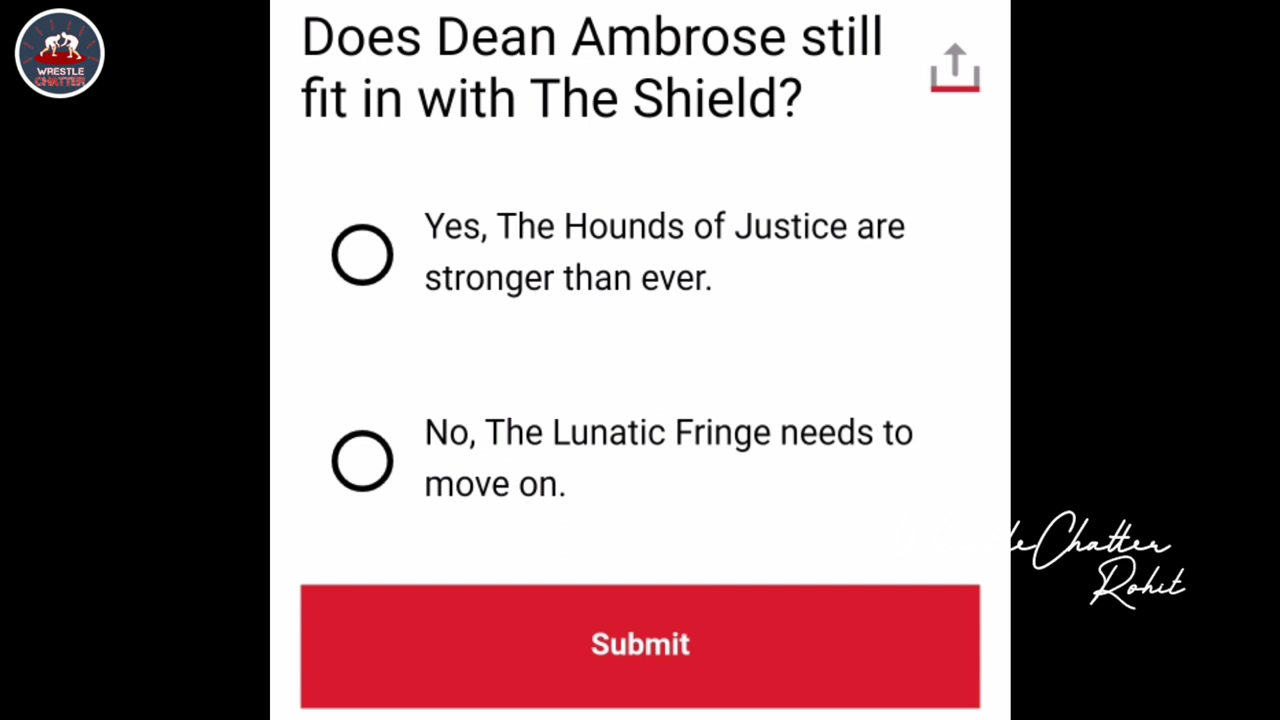 WRESTLE
CHATTER
Does Dean Ambrose still
fit in with The Shield?
Yes, The Hounds of Justice are
stronger than ever.
No, The Lunatic Fringe needs to
move on.
Chatter
Rohit
Submit